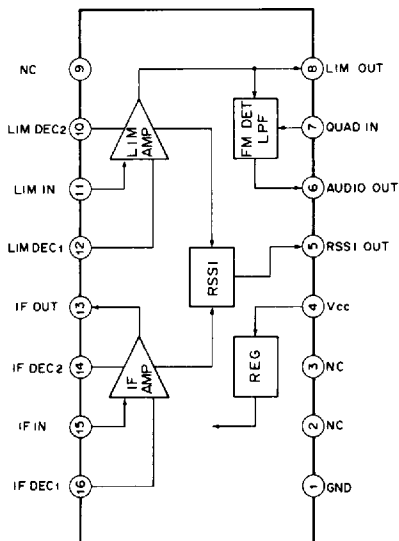 NC 9 8 LIM OUT
LIM DEC2 10 LIM AMP FM DET LPF 7 QUAD IN
LIM IN 11 6 AUDIO OUT
LIM DEC1 12 5 RSSI OUT
RSSI
IF OUT 13 4 Vcc
IF DEC2 14 IF AMP REG 3 NC
IF IN 15 2 NC
IF DEC1 16 1 GND